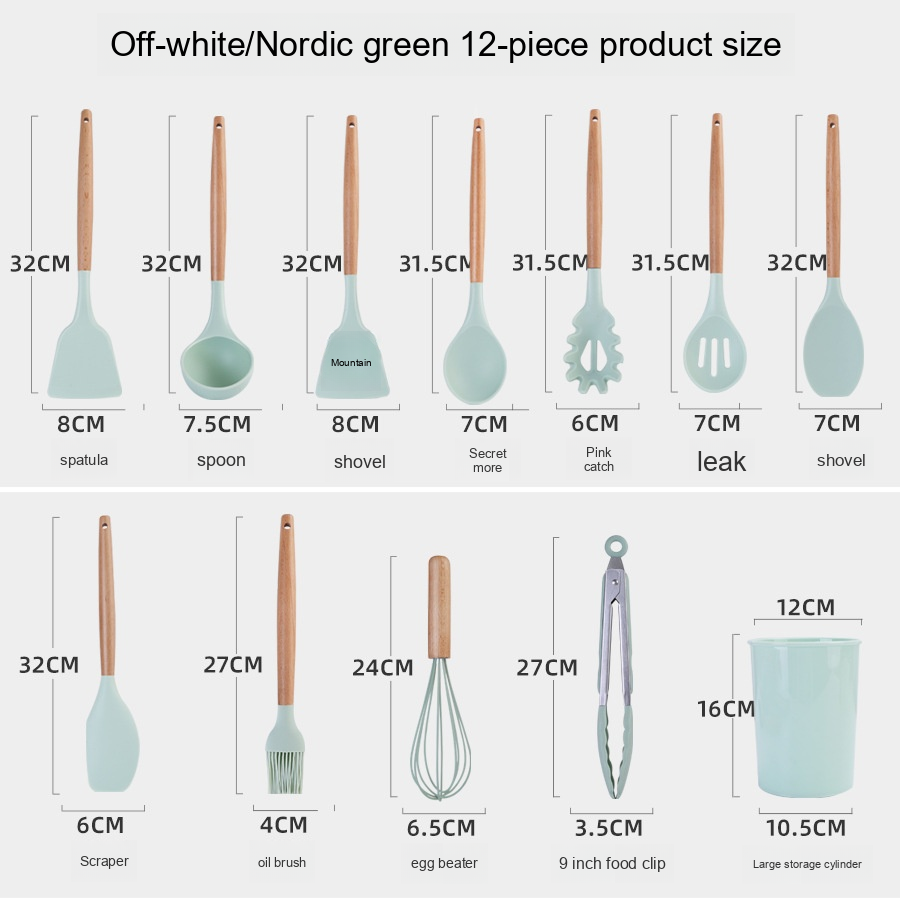 Off-white/Nordic green 12-piece product size
32CM
32CM
32CM
31.5CM
31.5CM
31.5CM
32CM
Mountain
8CM
7.5CM
8CM
7CM
6CM
7CM
7CM
spatula
spoon
shovel
Secret
more
Pink
catch
leak
shovel
12CM
32CM
27CM
24CM
27CM
16CM
6CM
4CM
6.5CM
3.5CM
10.5CM
Scraper
oil brush
egg beater
9 inch food clip
Large storage cylinder